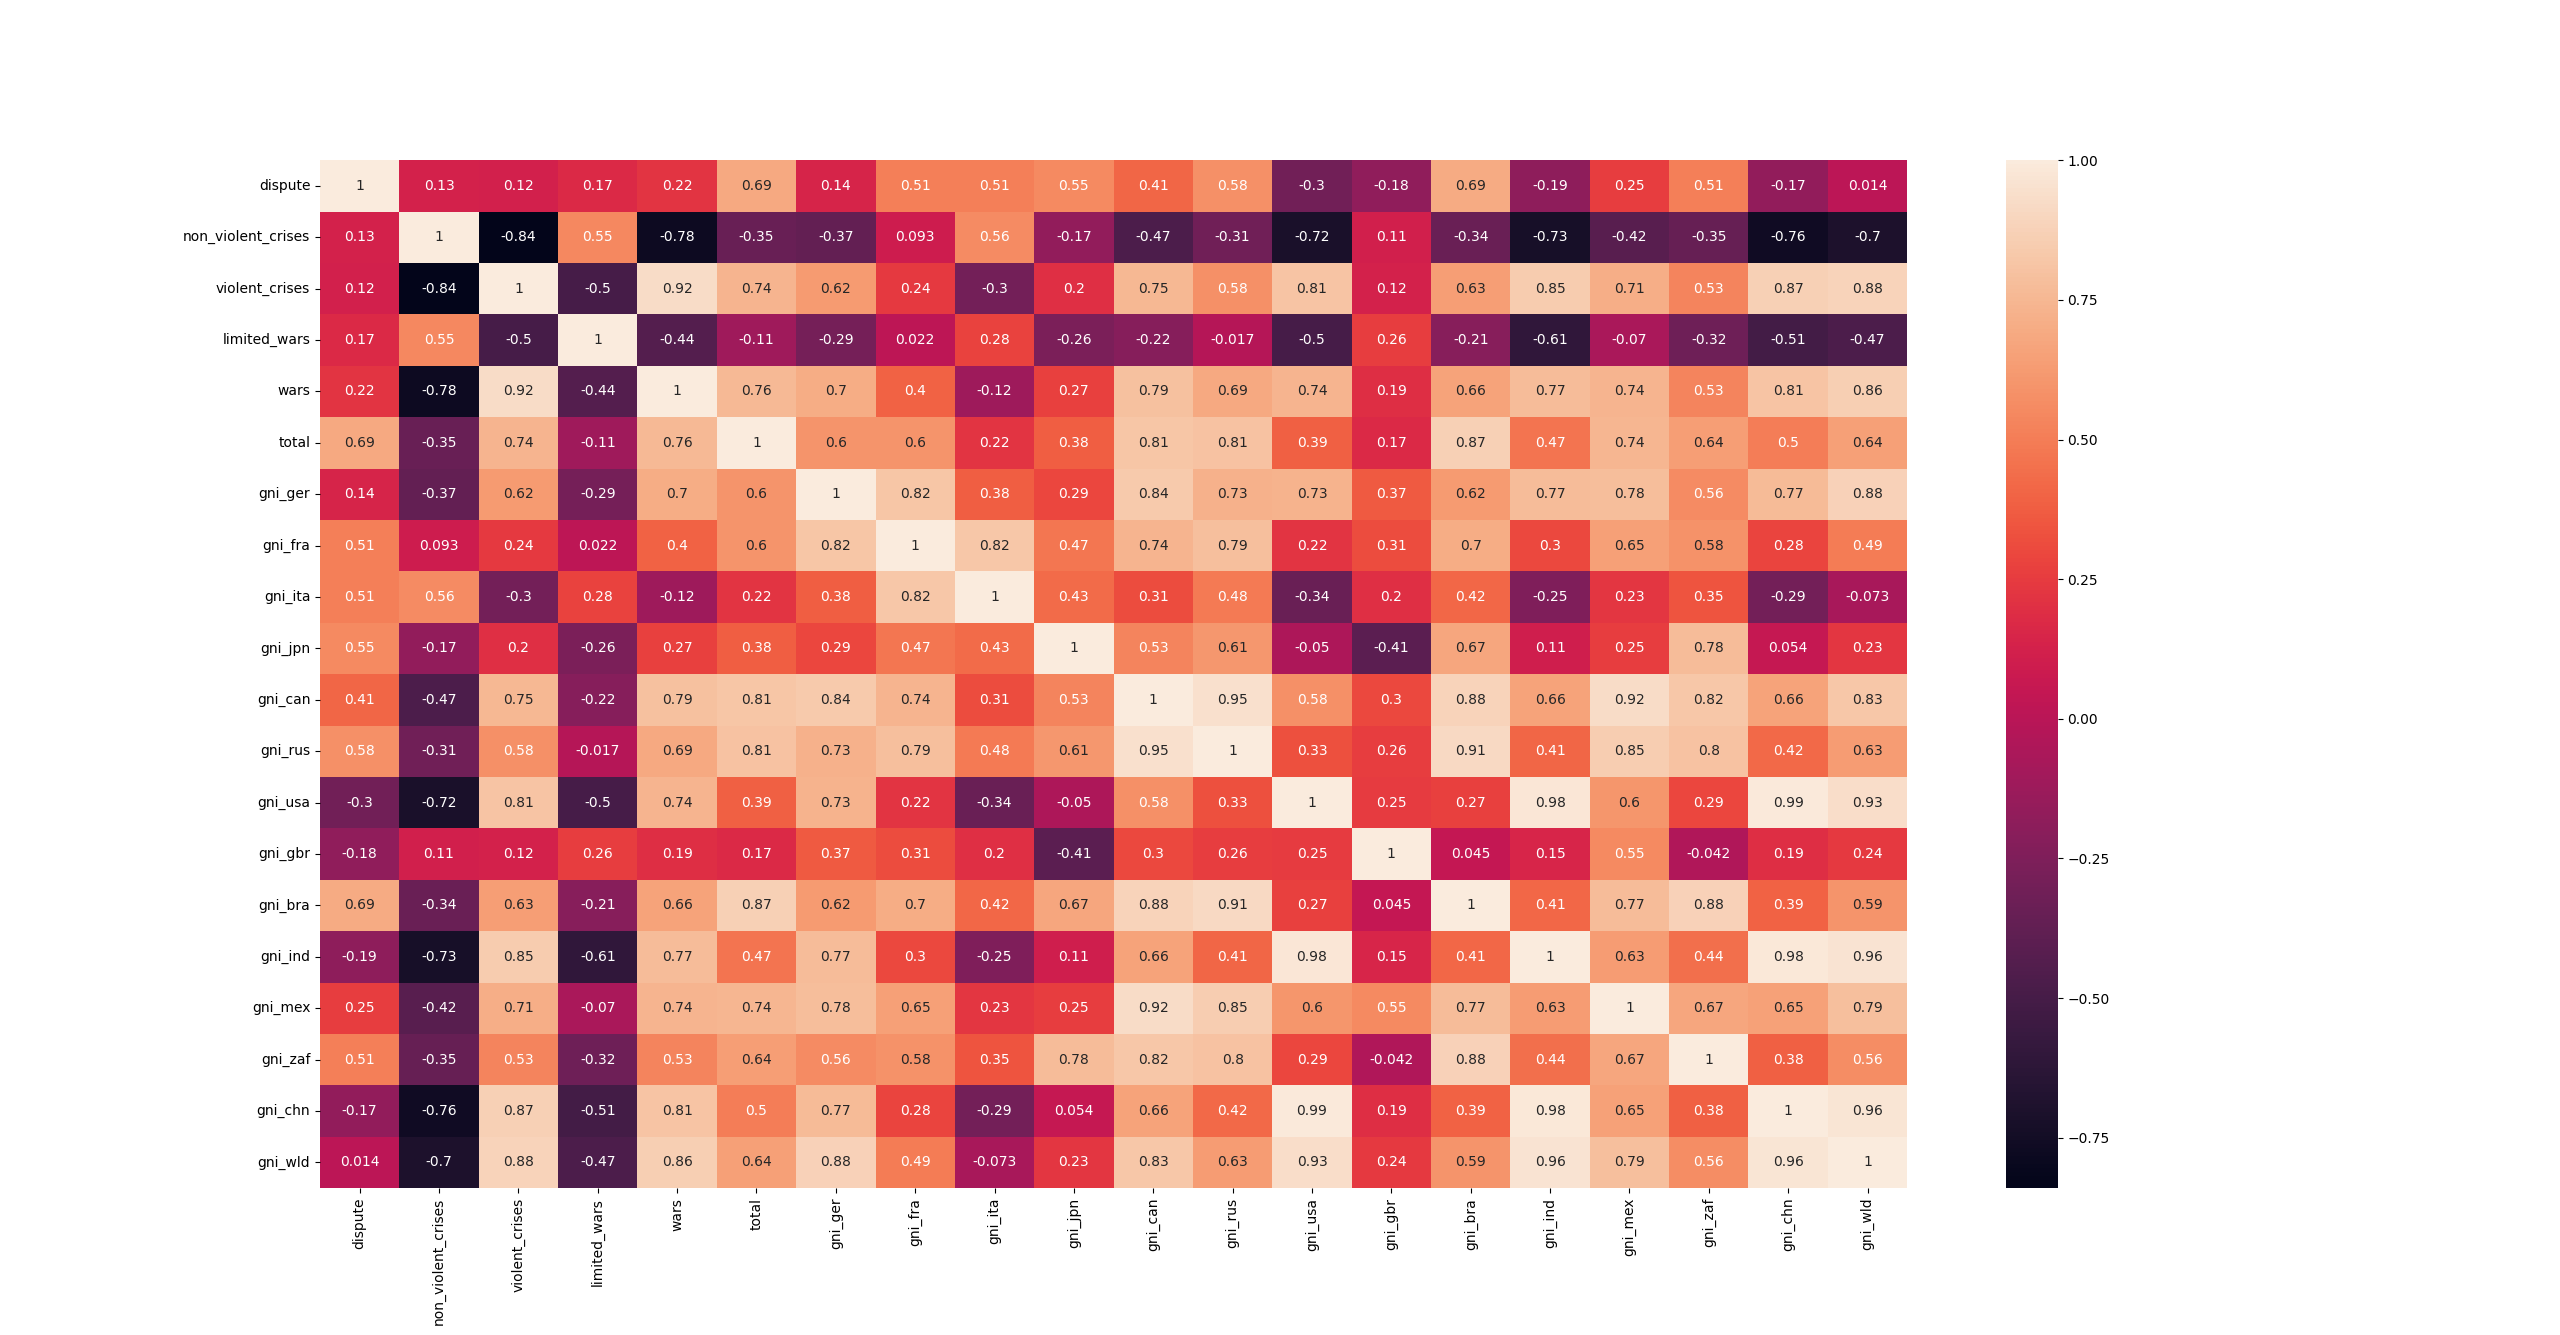 dispute 1 0.13 0.12 0.17 0.22 0.69 0.14 0.51 0.51 0.55 0.41 0.58 -0.3 -0.18 0.69 -0.19 0.25 0.51 -0.17 0.014
non_violent_crises 0.13 1 -0.84 0.55 -0.78 -0.35 -0.37 0.093 0.56 -0.17 -0.47 -0.31 -0.72 0.11 -0.34 -0.73 -0.42 -0.35 -0.76 -0.7
violent_crises 0.12 -0.84 1 -0.5 0.92 0.74 0.62 0.24 -0.3 0.2 0.75 0.58 0.81 0.12 0.63 0.85 0.71 0.53 0.87 0.88
limited_wars 0.17 0.55 -0.5 1 -0.44 -0.11 -0.29 0.022 0.28 -0.26 -0.22 -0.017 -0.5 0.26 -0.21 -0.61 -0.07 -0.32 -0.51 -0.47
wars 0.22 -0.78 0.92 -0.44 1 0.76 0.7 0.4 -0.12 0.27 0.79 0.69 0.74 0.19 0.66 0.77 0.74 0.53 0.81 0.86
total 0.69 -0.35 0.74 -0.11 0.76 1 0.6 0.6 0.22 0.38 0.81 0.81 0.39 0.17 0.87 0.47 0.74 0.64 0.5 0.64
gni_ger 0.14 -0.37 0.62 -0.29 0.7 0.6 1 0.82 0.38 0.29 0.84 0.73 0.73 0.37 0.62 0.77 0.78 0.56 0.77 0.88
gni_fra 0.51 0.093 0.24 0.022 0.4 0.6 0.82 1 0.82 0.47 0.74 0.79 0.22 0.31 0.7 0.3 0.65 0.58 0.28 0.49
gni_ita 0.51 0.56 -0.3 0.28 -0.12 0.22 0.38 0.82 1 0.43 0.31 0.48 -0.34 0.2 0.42 -0.25 0.23 0.35 -0.29 -0.073
gni_jpn 0.55 -0.17 0.2 -0.26 0.27 0.38 0.29 0.47 0.43 1 0.53 0.61 -0.05 -0.41 0.67 0.11 0.25 0.78 0.054 0.23
gni_can 0.41 -0.47 0.75 -0.22 0.79 0.81 0.84 0.74 0.31 0.53 1 0.95 0.58 0.3 0.88 0.66 0.92 0.82 0.66 0.83
gni_rus 0.58 -0.31 0.58 -0.017 0.69 0.81 0.73 0.79 0.48 0.61 0.95 1 0.33 0.26 0.91 0.41 0.85 0.8 0.42 0.63
gni_usa -0.3 -0.72 0.81 -0.5 0.74 0.39 0.73 0.22 -0.34 -0.05 0.58 0.33 1 0.25 0.27 0.98 0.6 0.29 0.99 0.93
gni_gbr -0.18 0.11 0.12 0.26 0.19 0.17 0.37 0.31 0.2 -0.41 0.3 0.26 0.25 1 0.045 0.15 0.55 -0.042 0.19 0.24
gni_bra 0.69 -0.34 0.63 -0.21 0.66 0.87 0.62 0.7 0.42 0.67 0.88 0.91 0.27 0.045 1 0.41 0.77 0.88 0.39 0.59
gni_ind -0.19 -0.73 0.85 -0.61 0.77 0.47 0.77 0.3 -0.25 0.11 0.66 0.41 0.98 0.15 0.41 1 0.63 0.44 0.98 0.96
gni_mex 0.25 -0.42 0.71 -0.07 0.74 0.74 0.78 0.65 0.23 0.25 0.92 0.85 0.6 0.55 0.77 0.63 1 0.67 0.65 0.79
gni_zaf 0.51 -0.35 0.53 -0.32 0.53 0.64 0.56 0.58 0.35 0.78 0.82 0.8 0.29 -0.042 0.88 0.44 0.67 1 0.38 0.56
gni_chn -0.17 -0.76 0.87 -0.51 0.81 0.5 0.77 0.28 -0.29 0.054 0.66 0.42 0.99 0.19 0.39 0.98 0.65 0.38 1 0.96
gni_wld 0.014 -0.7 0.88 -0.47 0.86 0.64 0.88 0.49 -0.073 0.23 0.83 0.63 0.93 0.24 0.59 0.96 0.79 0.56 0.96 1
dispute non_violent_crises violent_crises limited_wars wars total gni_ger gni_fra gni_ita gni_jpn gni_can gni_rus gni_usa gni_gbr gni_bra gni_ind gni_mex gni_zaf gni_chn gni_wld
1.00
0.75
0.50
0.25
0.00
−0.25
−0.50
−0.75